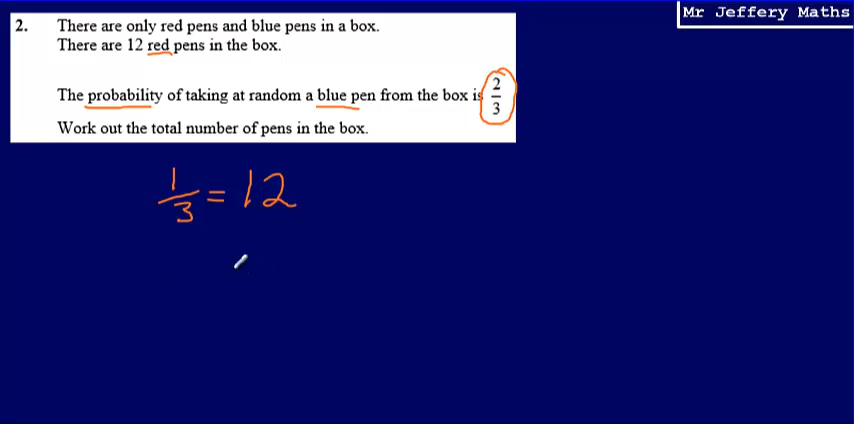 Mr Jeffery Maths
2. There are only red pens and blue pens in a box.
There are 12 red pens in the box.
The probability of taking at random a blue pen from the box is 2/3
Work out the total number of pens in the box.
1/3 = 12